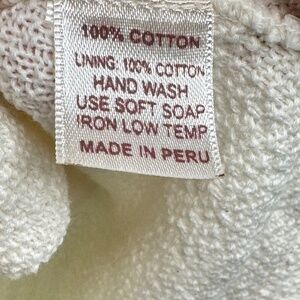 100% COTTON
LINING: 100% COTTON
HAND WASH
USE SOFT SOAP
IRON LOW TEMP
MADE IN PERU